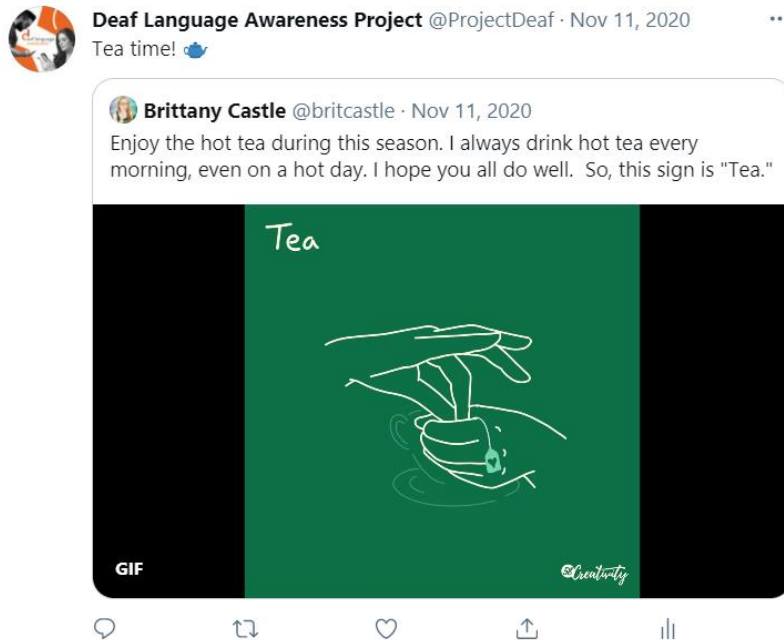 Deaf Language Awareness Project @ProjectDeaf · Nov 11, 2020
Tea time!
Brittany Castle @britcastle · Nov 11, 2020
Enjoy the hot tea during this season. I always drink hot tea every
morning, even on a hot day. I hope you all do well.  So, this sign is "Tea."
Tea
GIF
Creativity